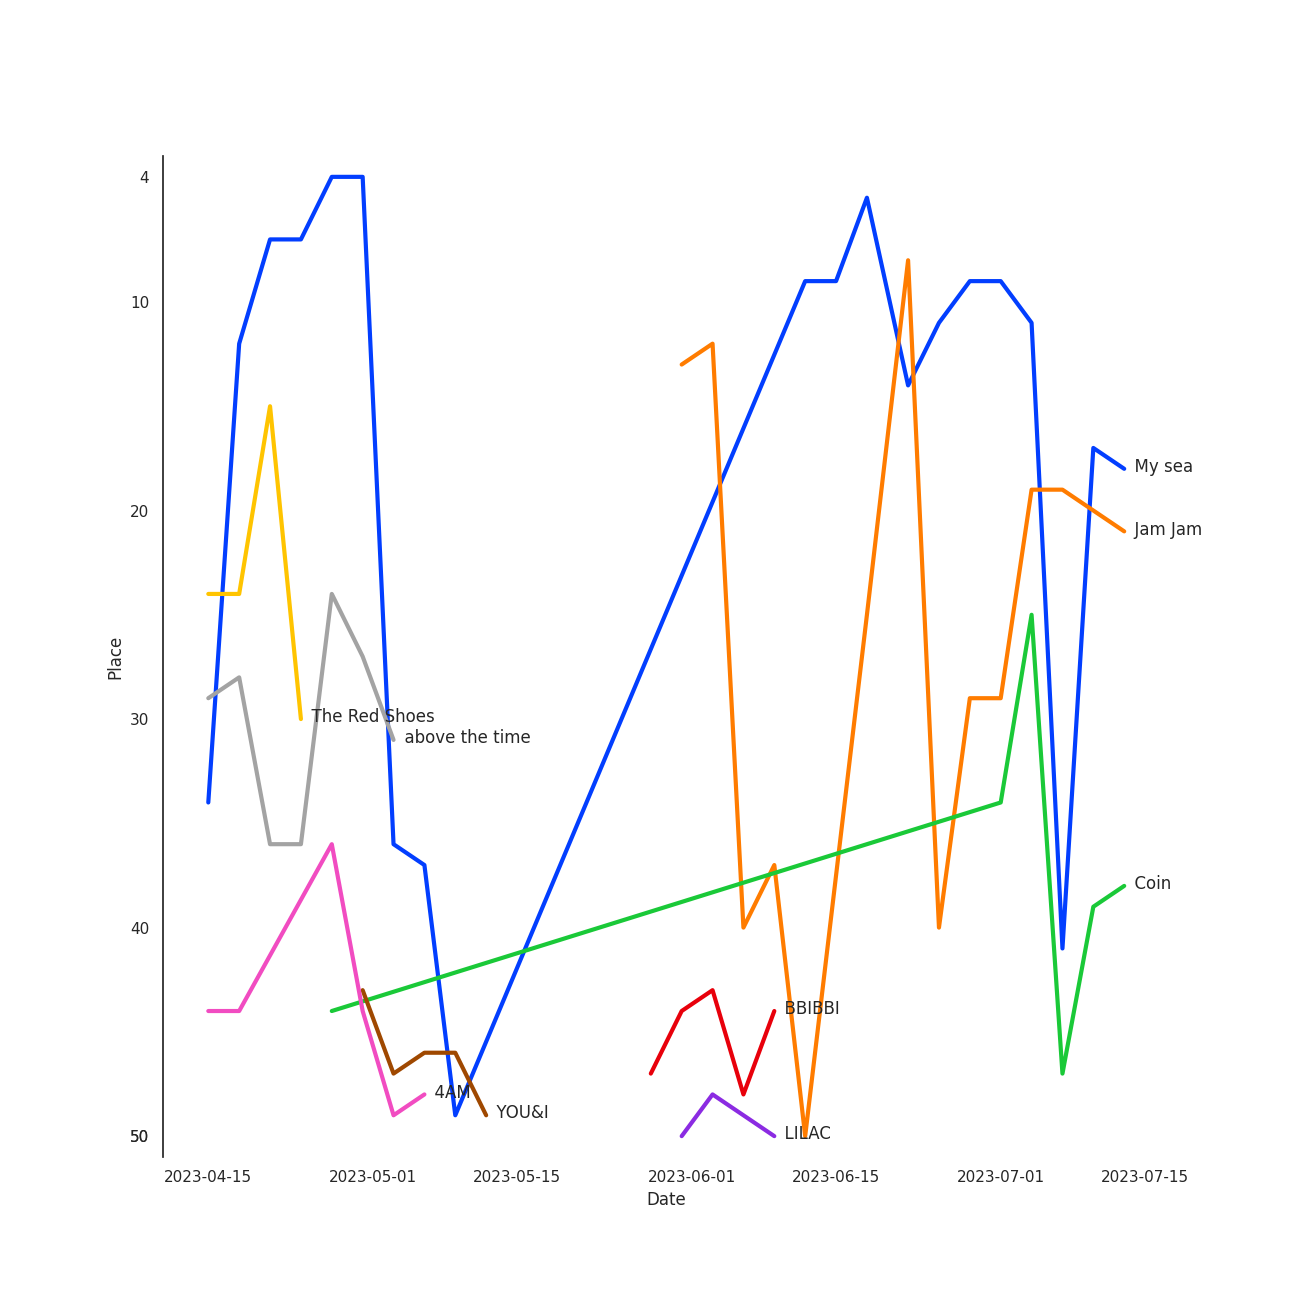 4
10
20
30
40
50
Place
My sea
Jam Jam
The Red Shoes
above the time
Coin
BBIBBI
4AM
YOU&I
LILAC
2023-04-15 2023-05-01 2023-05-15 2023-06-01 2023-06-15 2023-07-01 2023-07-15
Date